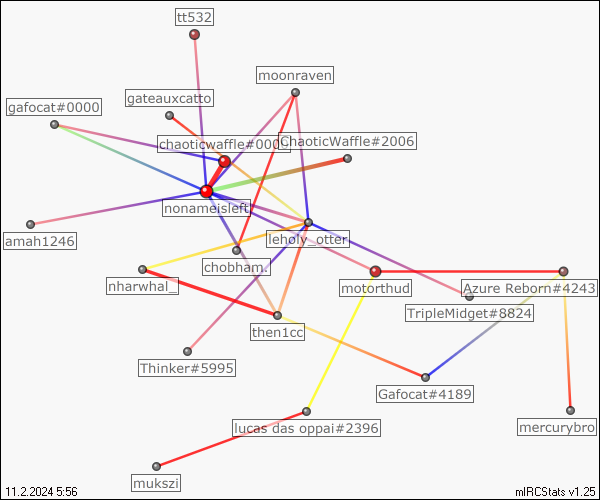 tt532
moonraven
gateauxcatto
gafocat#0000
chaoticwaffle#000
ChaoticWaffle#2006
nonameisleft
amah1246
leholy_otter
chobham.
nharwhal_
motorthud
Azure Reborn#4243
TripleMidget#8824
then1cc
Thinker#5995
Gafocat#4189
lucas das oppai#2396
mercurybro
mukszi
11.2.2024 5:56
mIRCStats v1.25